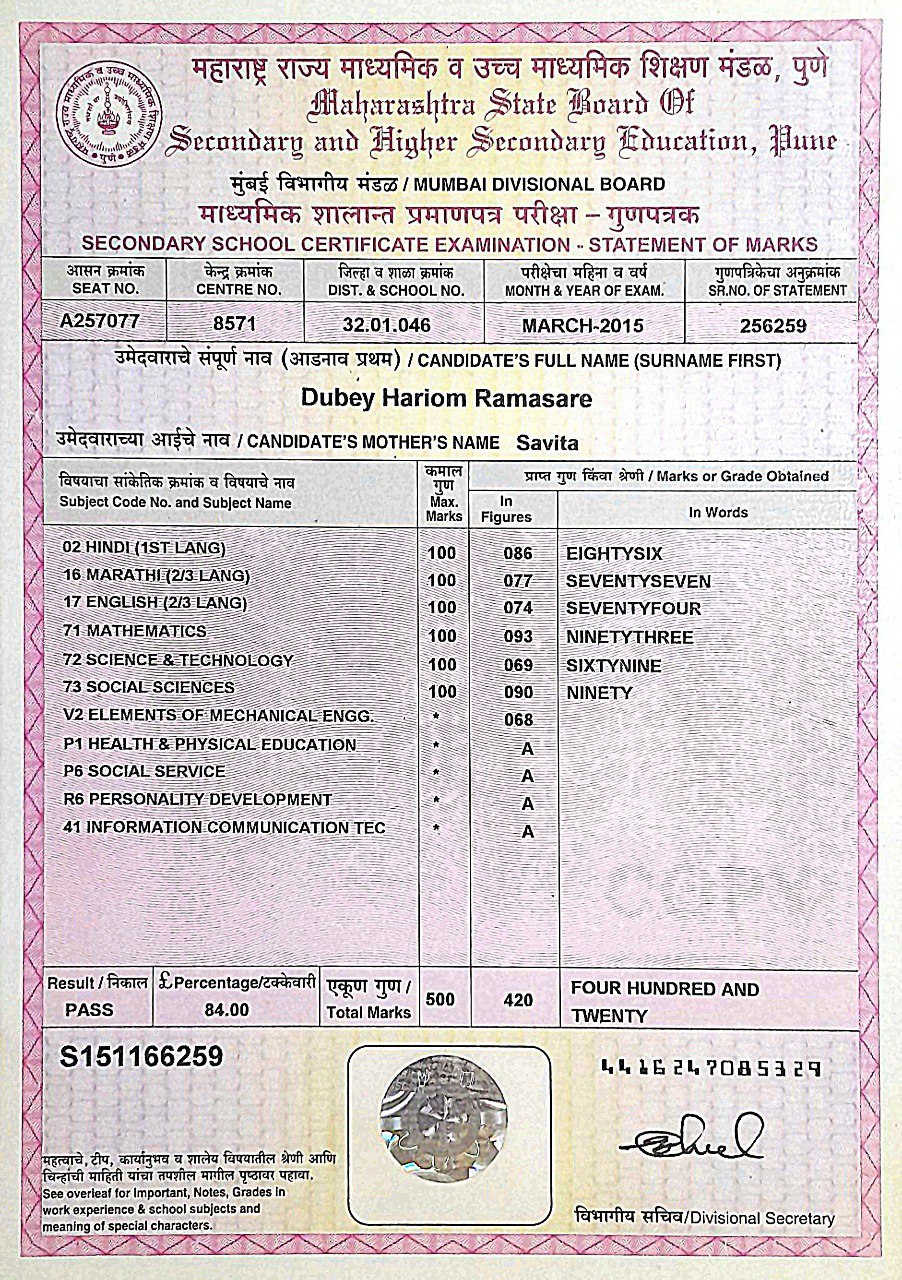 महाराष्ट्र राज्य माध्यमिक व उच्च माध्यमिक शिक्षण मंडळ, पुणे
Maharashtra State Board Of
Secondary and Higher Secondary Education, Pune
मुंबई विभागीय मंडळ / MUMBAI DIVISIONAL BOARD
माध्यमिक शालान्त प्रमाणपत्र परीक्षा – गुणपत्रक
SECONDARY SCHOOL CERTIFICATE EXAMINATION - STATEMENT OF MARKS
आसन क्रमांक केन्द्र क्रमांक जिल्हा व शाळा क्रमांक परीक्षेचा महिना व वर्ष गुणपत्रिकेचा अनुक्रमांक
SEAT NO. CENTRE NO. DIST. & SCHOOL NO. MONTH & YEAR OF EXAM. SR.NO. OF STATEMENT
A257077 8571 32.01.046 MARCH-2015 256259
उमेदवाराचे संपूर्ण नाव (आडनाव प्रथम) / CANDIDATE'S FULL NAME (SURNAME FIRST)
Dubey Hariom Ramasare
उमेदवाराच्या आईचे नाव / CANDIDATE'S MOTHER'S NAME Savita
विषयाचा सांकेतिक क्रमांक व विषयाचे नाव
Subject Code No. and Subject Name
कमाल
गुण
Max.
Marks
प्राप्त गुण किंवा श्रेणी / Marks or Grade Obtained
In
Figures
In Words
02 HINDI (1ST LANG) 100 086 EIGHTYSIX
16 MARATHI (2/3 LANG) 100 077 SEVENTYSEVEN
17 ENGLISH (2/3 LANG) 100 074 SEVENTYFOUR
71 MATHEMATICS 100 093 NINETYTHREE
72 SCIENCE & TECHNOLOGY 100 069 SIXTYNINE
73 SOCIAL SCIENCES 100 090 NINETY
V2 ELEMENTS OF MECHANICAL ENGG. * 068
P1 HEALTH & PHYSICAL EDUCATION * A
P6 SOCIAL SERVICE * A
R6 PERSONALITY DEVELOPMENT * A
41 INFORMATION COMMUNICATION TEC * A
Result / निकाल £Percentage/टक्केवारी एकूण गुण /
PASS 84.00 Total Marks 500 420 FOUR HUNDRED AND
TWENTY
S151166259
4416247085329
महत्वाचे, टीप, कार्यानुभव व शालेय विषयातील श्रेणी आणि
चिन्हांची माहिती यांचा तपशील मागील पृष्ठावर पहावा.
See overleaf for Important, Notes, Grades in
work experience & school subjects and
meaning of special characters.
विभागीय सचिव/Divisional Secretary